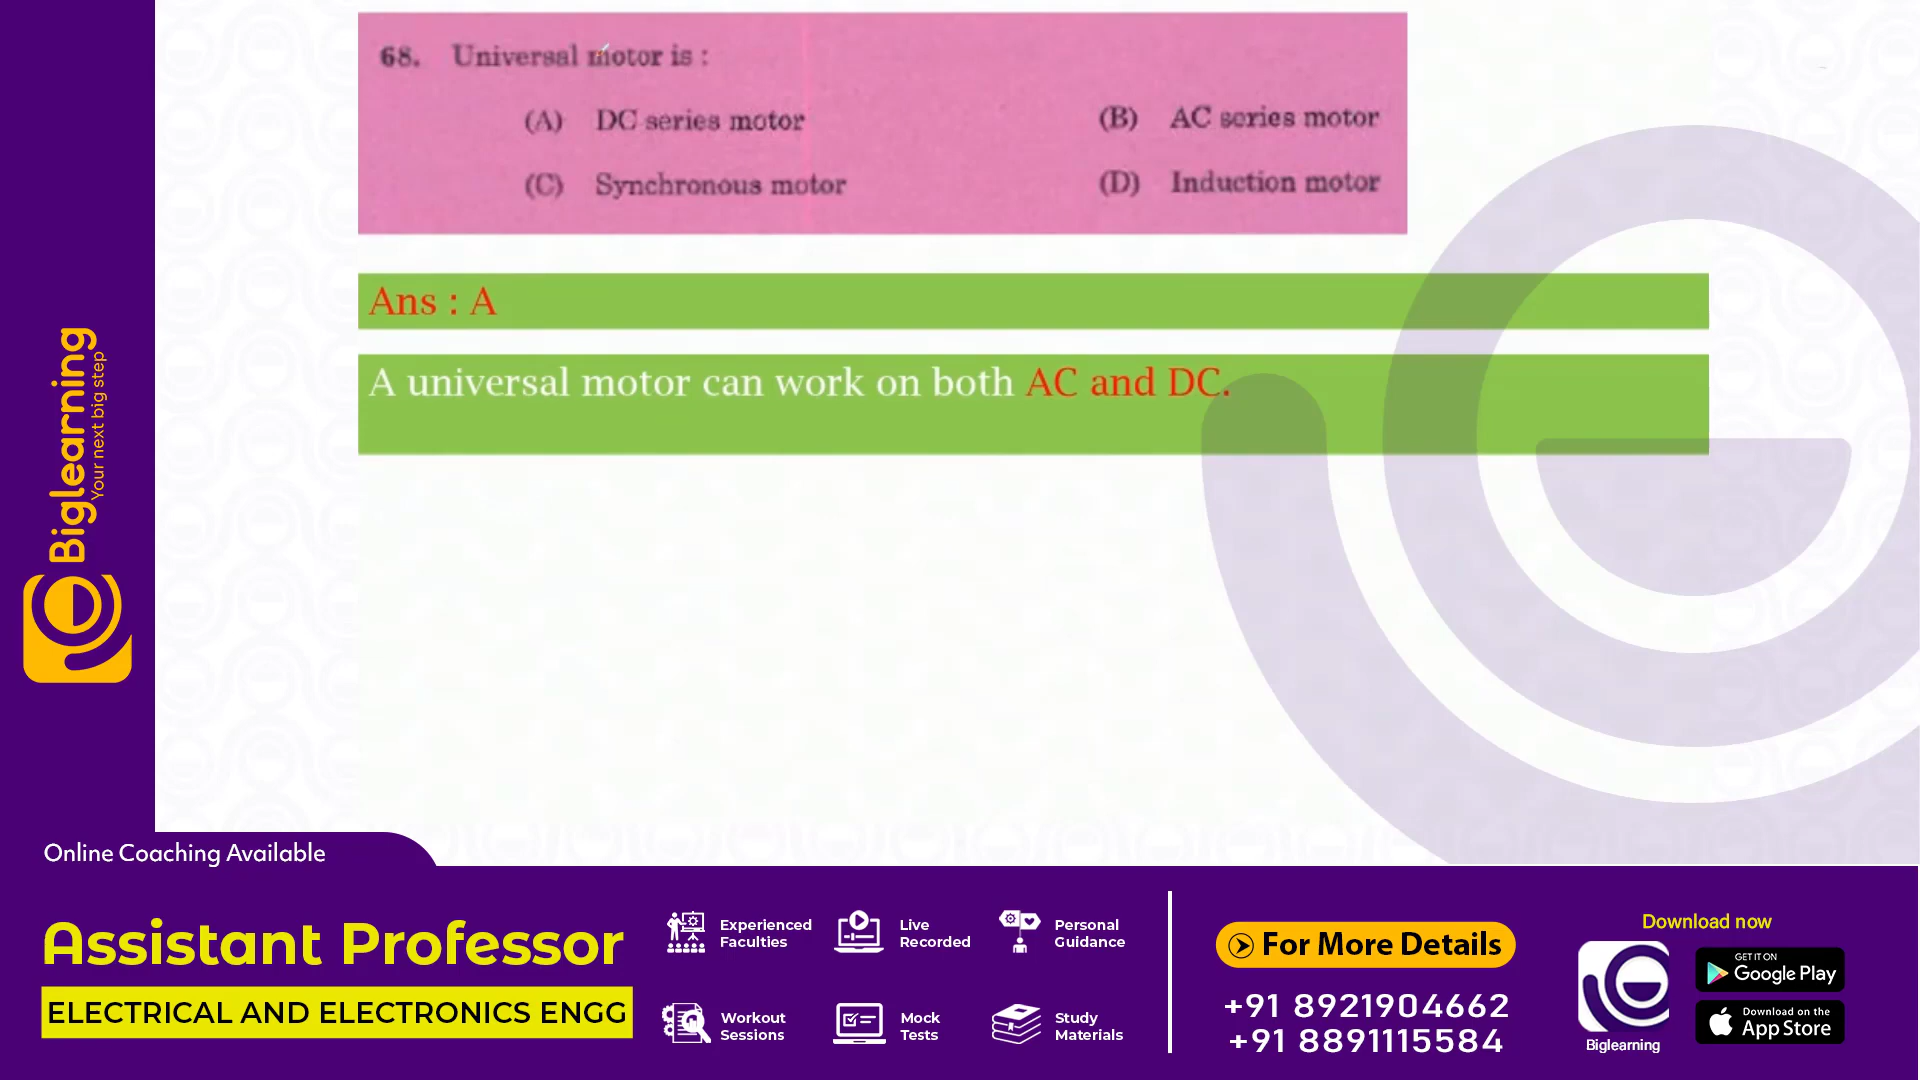 68. Universal motor is :
(A) DC series motor
(B) AC series motor
(C) Synchronous motor
(D) Induction motor
Ans : A
A universal motor can work on both AC and DC.
Biglearning
Your next big step
Online Coaching Available
Assistant Professor
ELECTRICAL AND ELECTRONICS ENGG
Experienced
Faculties
Live
Recorded
Personal
Guidance
Workout
Sessions
Mock
Tests
Study
Materials
For More Details
+91 8921904662
+91 8891115584
Download now
Biglearning
GET IT ON
Google Play
Download on the
App Store